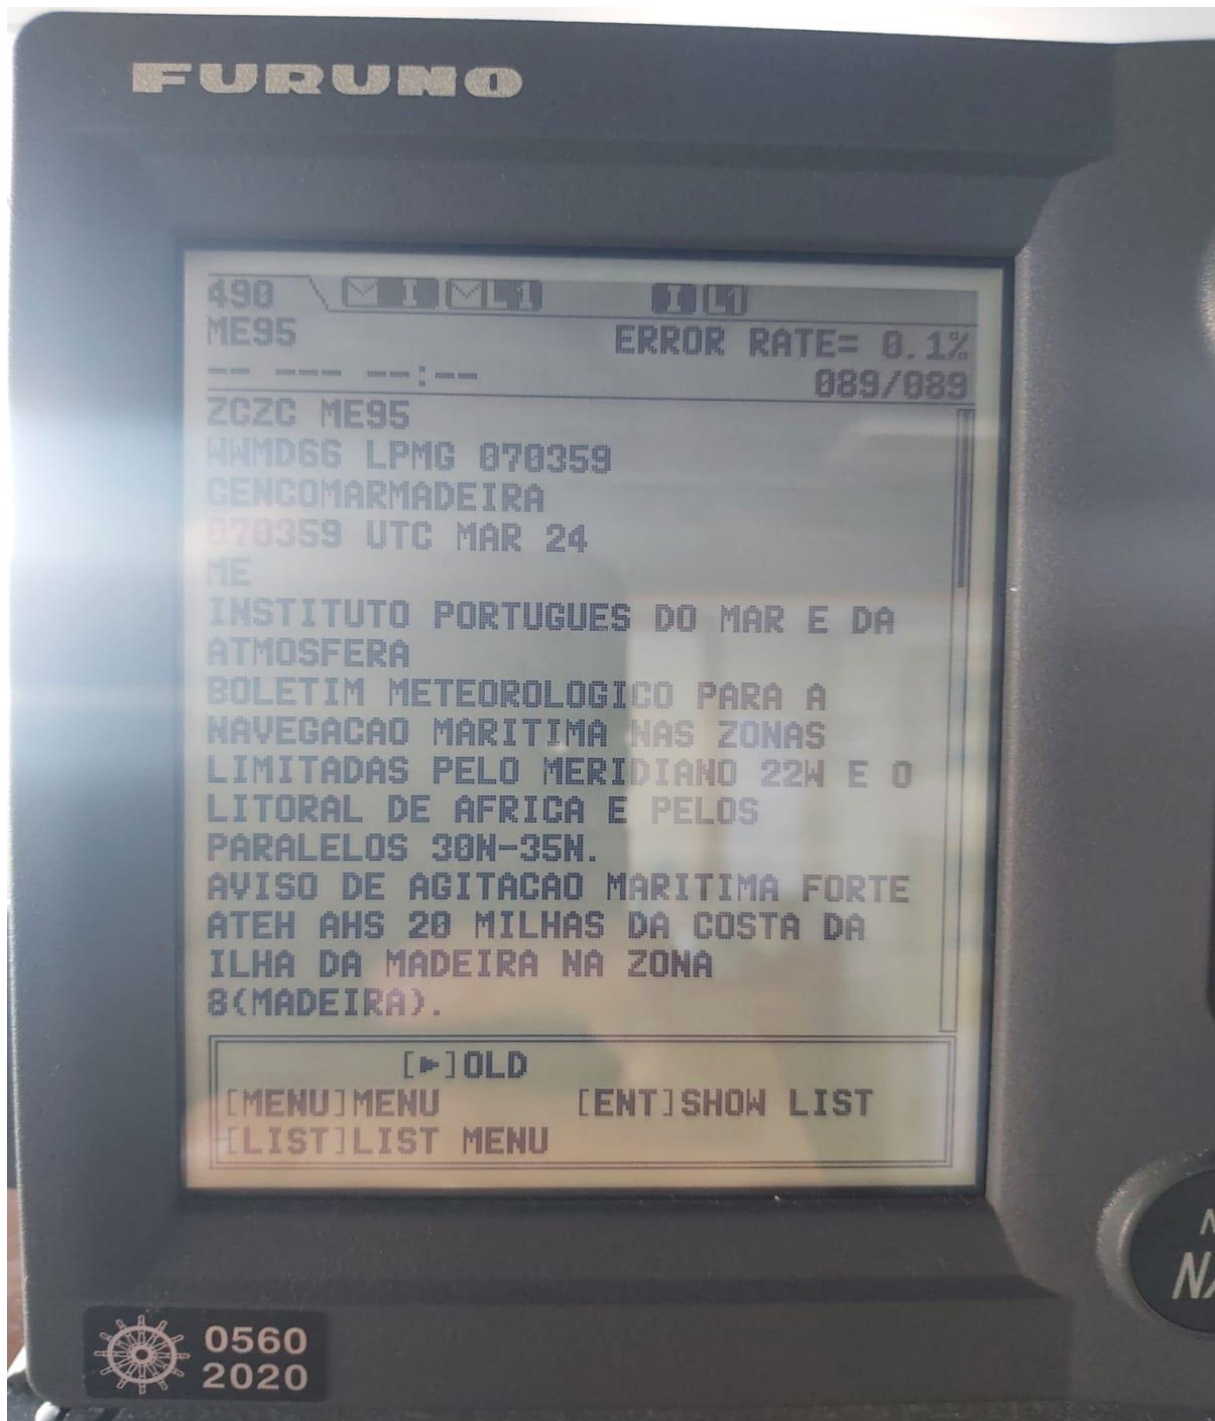 FURUNO
490 I L1 I L1
ME95 ERROR RATE= 0.1%
-- --- --:-- 089/089
ZCZC ME95
WWMD66 LPMG 070359
CENCOMARMADEIRA
070359 UTC MAR 24
ME
INSTITUTO PORTUGUES DO MAR E DA
ATMOSFERA
BOLETIM METEOROLOGICO PARA A
NAVEGACAO MARITIMA NAS ZONAS
LIMITADAS PELO MERIDIANO 22W E O
LITORAL DE AFRICA E PELOS
PARALELOS 30N-35N.
AVISO DE AGITACAO MARITIMA FORTE
ATEH AHS 20 MILHAS DA COSTA DA
ILHA DA MADEIRA NA ZONA
8(MADEIRA).
[►]OLD
[MENU]MENU [ENT]SHOW LIST
[LIST]LIST MENU
0560
2020